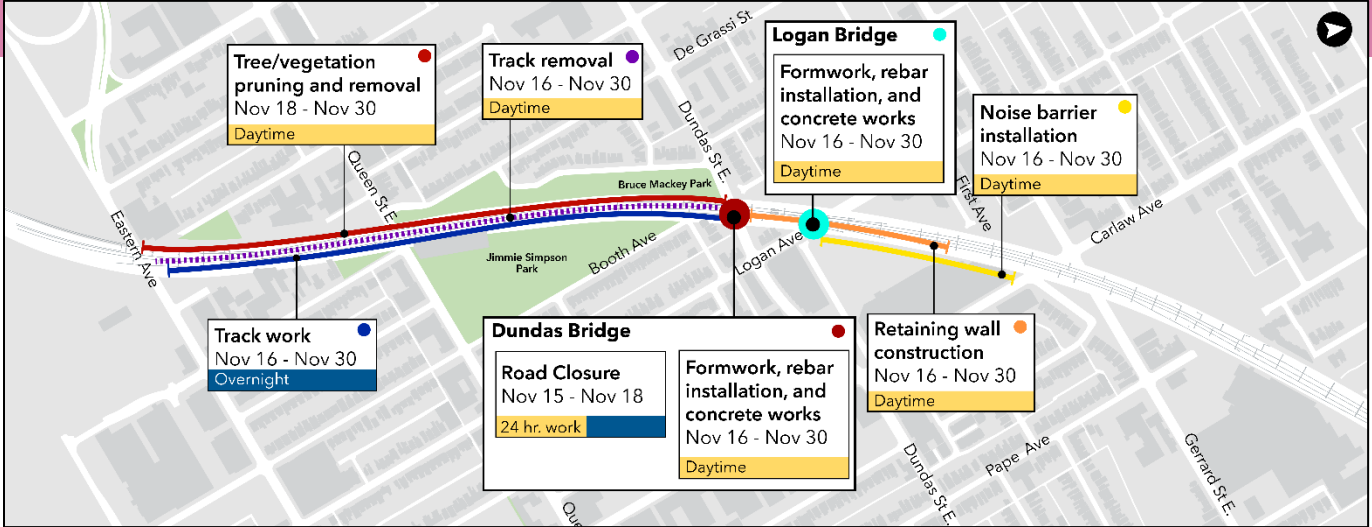 De Grassi St
Logan Bridge
Formwork, rebar
installation, and
concrete works
Nov 16 - Nov 30
Daytime
Tree/vegetation
pruning and removal
Nov 18 - Nov 30
Daytime
Track removal
Nov 16 - Nov 30
Daytime
Noise barrier
installation
Nov 16 - Nov 30
Daytime
Dundas St E.
Queen St E
Bruce Mackey Park
First Ave
Carlaw Ave
Eastern Ave
Jimmie Simpson
Park
Booth Ave
Logan Ave
Track work
Nov 16 - Nov 30
Overnight
Dundas Bridge
Road Closure
Nov 15 - Nov 18
24 hr. work
Formwork, rebar
installation, and
concrete works
Nov 16 - Nov 30
Daytime
Retaining wall
construction
Nov 16 - Nov 30
Daytime
Dundas St E.
Pape Ave
Gerrard St E.